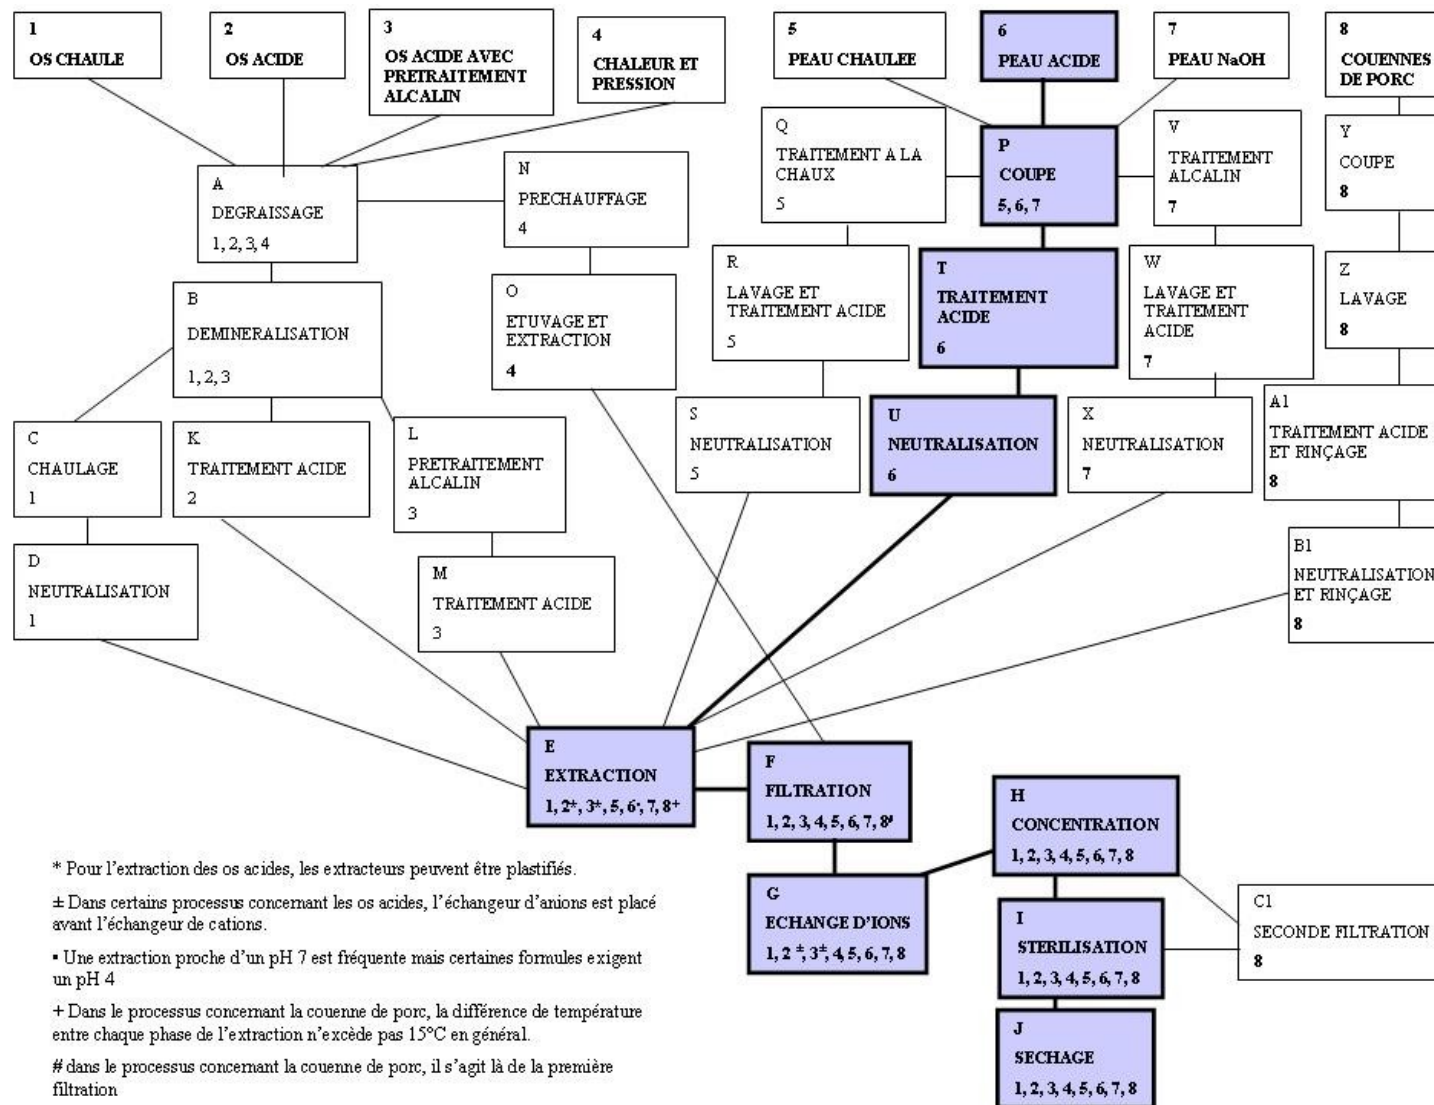 1
OS CHAULE
2
OS ACIDE
3
OS ACIDE AVEC
PRETRAITEMENT
ALCALIN
4
CHALEUR ET
PRESSION
5
PEAU CHAULEE
6
PEAU ACIDE
7
PEAU NaOH
8
COUENNES
DE PORC
A
DEGRAISSAGE
1, 2, 3, 4
N
PRECHAUFFAGE
4
Q
TRAITEMENT A LA
CHAUX
5
P
COUPE
5, 6, 7
V
TRAITEMENT
ALCALIN
7
Y
COUPE
8
B
DEMINERALISATION
1, 2, 3
O
ETUVAGE ET
EXTRACTION
4
R
LAVAGE ET
TRAITEMENT ACIDE
5
T
TRAITEMENT
ACIDE
6
W
LAVAGE ET
TRAITEMENT
ACIDE
7
Z
LAVAGE
8
C
CHAULAGE
1
K
TRAITEMENT ACIDE
2
L
PRETRAITEMENT
ALCALIN
3
S
NEUTRALISATION
5
U
NEUTRALISATION
6
X
NEUTRALISATION
7
A1
TRAITEMENT ACIDE
ET RINÇAGE
8
D
NEUTRALISATION
1
M
TRAITEMENT ACIDE
3
B1
NEUTRALISATION
ET RINÇAGE
8
E
EXTRACTION
1, 2*, 3*, 5, 6▪, 7, 8+
F
FILTRATION
1, 2, 3, 4, 5, 6, 7, 8#
G
ECHANGE D'IONS
1, 2 ±, 3±, 4, 5, 6, 7, 8
H
CONCENTRATION
1, 2, 3, 4, 5, 6, 7, 8
I
STERILISATION
1, 2, 3, 4, 5, 6, 7, 8
C1
SECONDE FILTRATION
8
J
SECHAGE
1, 2, 3, 4, 5, 6, 7, 8
* Pour l'extraction des os acides, les extracteurs peuvent être plastifiés.
± Dans certains processus concernant les os acides, l'échangeur d'anions est placé
avant l'échangeur de cations.
▪ Une extraction proche d'un pH 7 est fréquente mais certaines formules exigent
un pH 4
+ Dans le processus concernant la couenne de porc, la différence de température
entre chaque phase de l'extraction n'excède pas 15°C en général.
# dans le processus concernant la couenne de porc, il s'agit là de la première
filtration